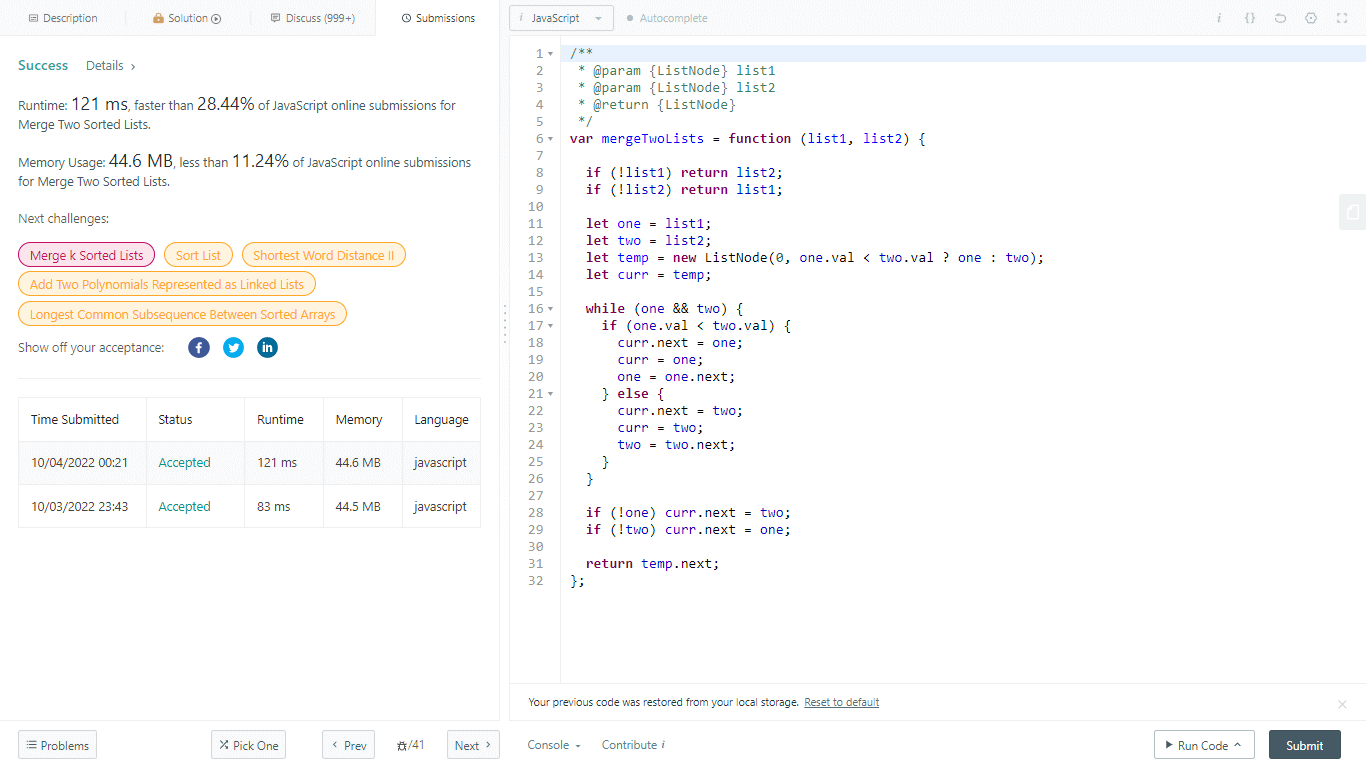 Description
Solution
Discuss (999+)
Submissions
Success Details ›
Runtime: 121 ms, faster than 28.44% of JavaScript online submissions for
Merge Two Sorted Lists.
Memory Usage: 44.6 MB, less than 11.24% of JavaScript online submissions
for Merge Two Sorted Lists.
Next challenges:
Merge k Sorted Lists
Sort List
Shortest Word Distance II
Add Two Polynomials Represented as Linked Lists
Longest Common Subsequence Between Sorted Arrays
Show off your acceptance:
Time Submitted Status Runtime Memory Language
10/04/2022 00:21 Accepted 121 ms 44.6 MB javascript
10/03/2022 23:43 Accepted 83 ms 44.5 MB javascript
Problems
Pick One
‹ Prev
/41
Next ›
i JavaScript
Autocomplete
i {}
1 /**
2 * @param {ListNode} list1
3 * @param {ListNode} list2
4 * @return {ListNode}
5 */
6 var mergeTwoLists = function (list1, list2) {
7
8 if (!list1) return list2;
9 if (!list2) return list1;
10
11 let one = list1;
12 let two = list2;
13 let temp = new ListNode(0, one.val < two.val ? one : two);
14 let curr = temp;
15
16 while (one && two) {
17 if (one.val < two.val) {
18 curr.next = one;
19 curr = one;
20 one = one.next;
21 } else {
22 curr.next = two;
23 curr = two;
24 two = two.next;
25 }
26 }
27
28 if (!one) curr.next = two;
29 if (!two) curr.next = one;
30
31 return temp.next;
32 };
Your previous code was restored from your local storage. Reset to default
Console
Contribute i
Run Code
Submit